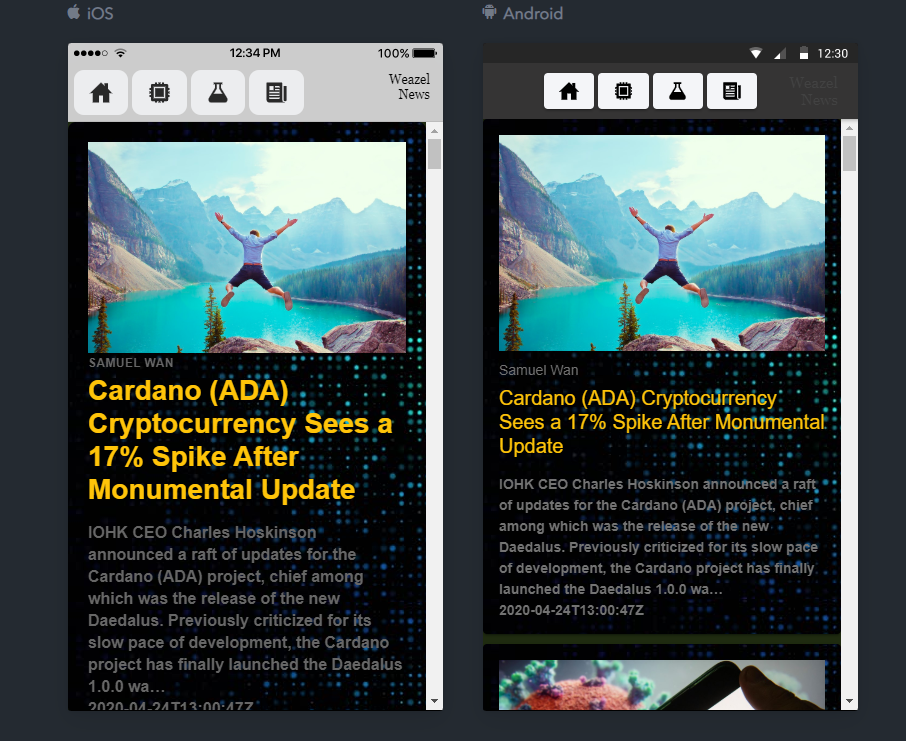 iOS
12:34 PM
100%
Weazel
News
SAMUEL WAN
Cardano (ADA)
Cryptocurrency Sees a
17% Spike After
Monumental Update
IOHK CEO Charles Hoskinson
announced a raft of updates for the
Cardano (ADA) project, chief among
which was the release of the new
Daedalus. Previously criticized for its
slow pace of development, the Cardano
project has finally launched the Daedalus
1.0.0 wa…
2020-04-24T13:00:47Z
Android
12:30
Weazel
News
Samuel Wan
Cardano (ADA) Cryptocurrency
Sees a 17% Spike After Monumental
Update
IOHK CEO Charles Hoskinson announced a raft
of updates for the Cardano (ADA) project, chief
among which was the release of the new
Daedalus. Previously criticized for its slow pace
of development, the Cardano project has finally
launched the Daedalus 1.0.0 wa…
2020-04-24T13:00:47Z